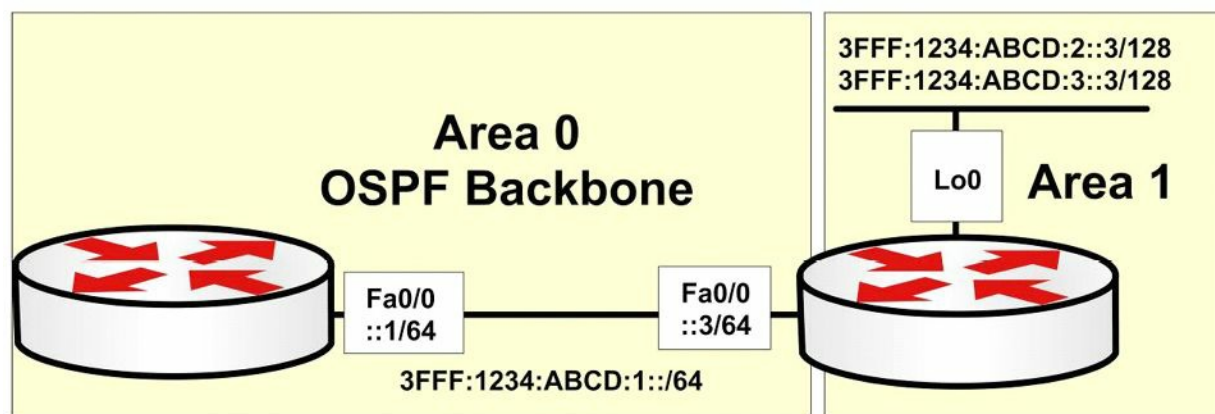 Area 0
OSPF Backbone
Fa0/0
::1/64
Fa0/0
::3/64
3FFF:1234:ABCD:1::/64
3FFF:1234:ABCD:2::3/128
3FFF:1234:ABCD:3::3/128
Lo0
Area 1